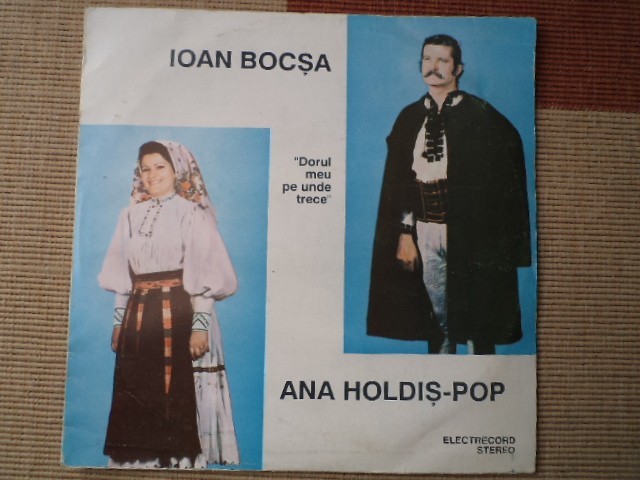 IOAN BOCȘA
"Dorul
meu
pe unde
trece"
ANA HOLDIȘ-POP
ELECTRECORD
STEREO